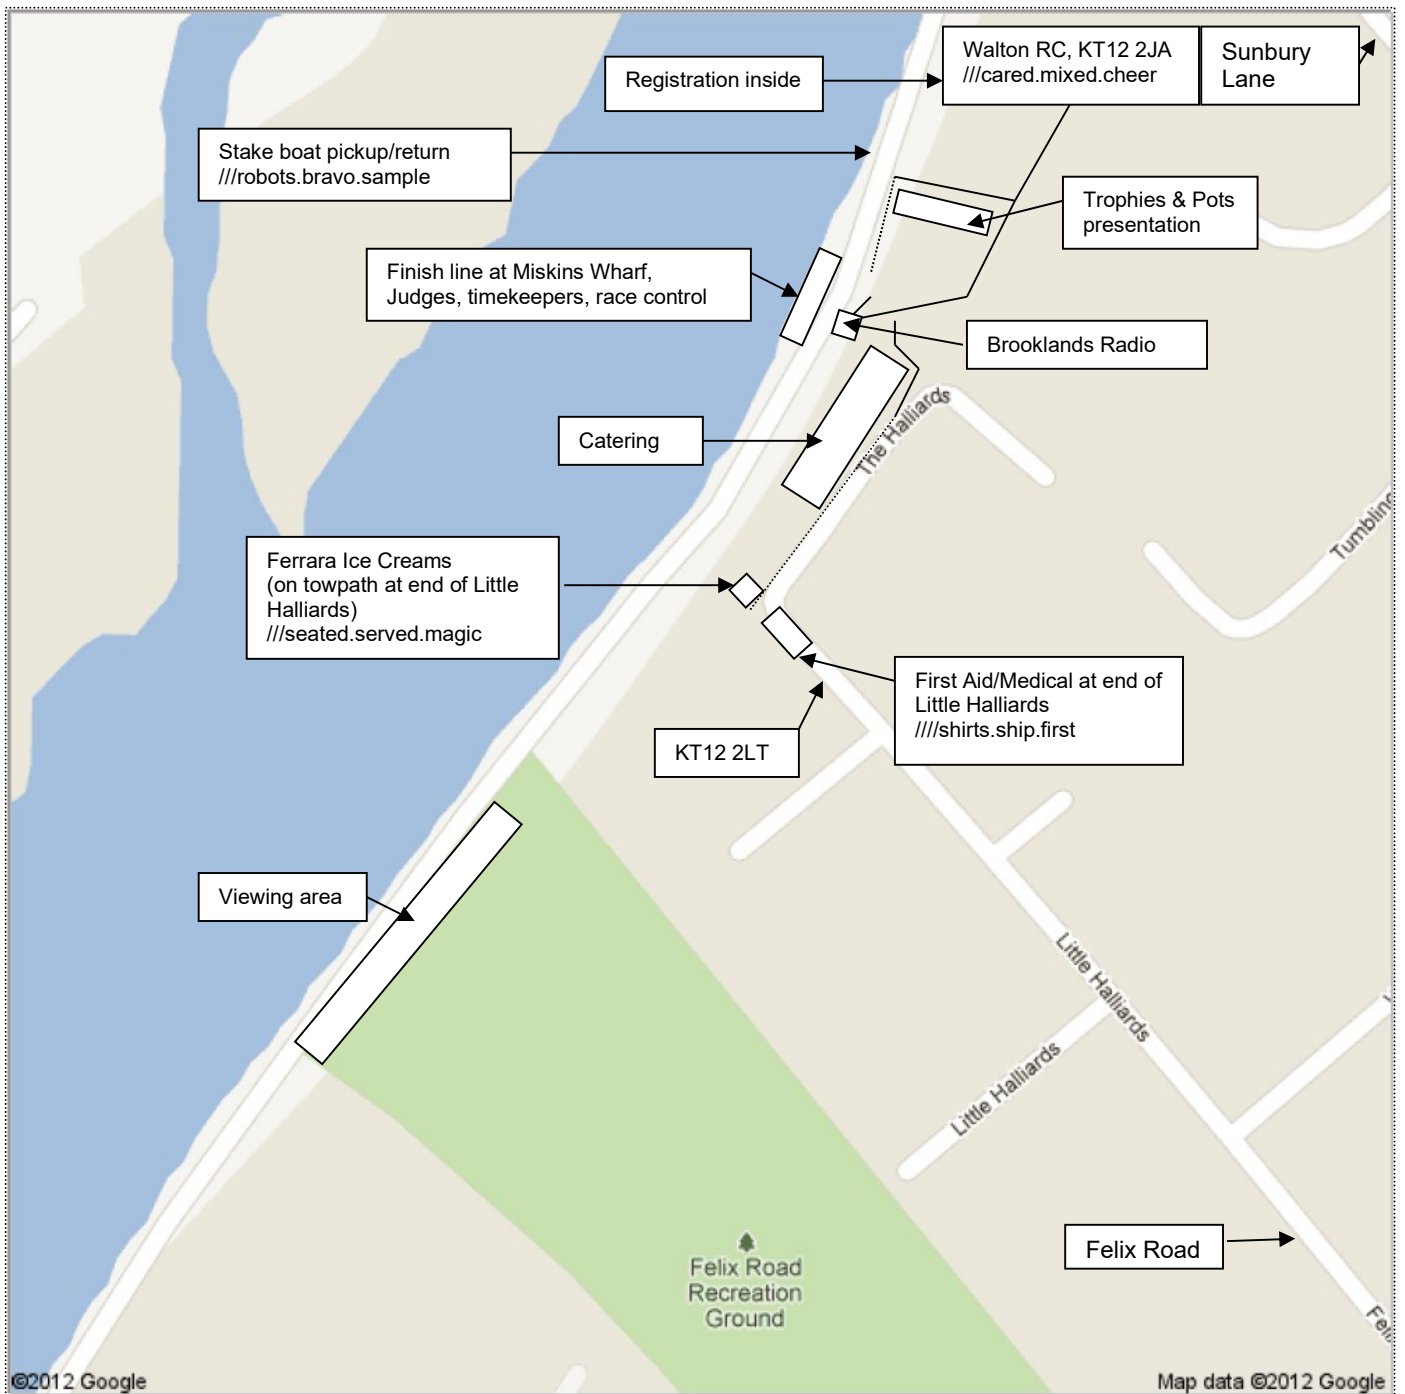 Walton RC, KT12 2JA
///cared.mixed.cheer
Sunbury
Lane
Registration inside
Stake boat pickup/return
///robots.bravo.sample
Trophies & Pots
presentation
Finish line at Miskins Wharf,
Judges, timekeepers, race control
Brooklands Radio
The Halliards
Catering
Tumbling
Ferrara Ice Creams
(on towpath at end of Little
Halliards)
///seated.served.magic
First Aid/Medical at end of
Little Halliards
////shirts.ship.first
KT12 2LT
Viewing area
Little Halliards
Little Halliards
Felix Road
Felix Road
Recreation
Ground
Feli
©2012 Google
Map data ©2012 Google